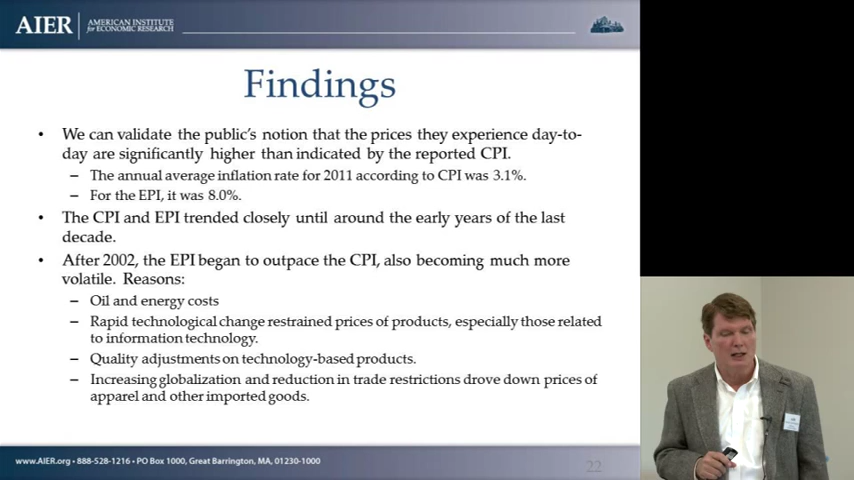 AIER
AMERICAN INSTITUTE
for ECONOMIC RESEARCH
Findings
• We can validate the public's notion that the prices they experience day-to-
day are significantly higher than indicated by the reported CPI.
– The annual average inflation rate for 2011 according to CPI was 3.1%.
– For the EPI, it was 8.0%.
• The CPI and EPI trended closely until around the early years of the last
decade.
• After 2002, the EPI began to outpace the CPI, also becoming much more
volatile. Reasons:
– Oil and energy costs
– Rapid technological change restrained prices of products, especially those related
to information technology.
– Quality adjustments on technology-based products.
– Increasing globalization and reduction in trade restrictions drove down prices of
apparel and other imported goods.
www.AIER.org • 888-528-1216 • PO Box 1000, Great Barrington, MA, 01230-1000
22